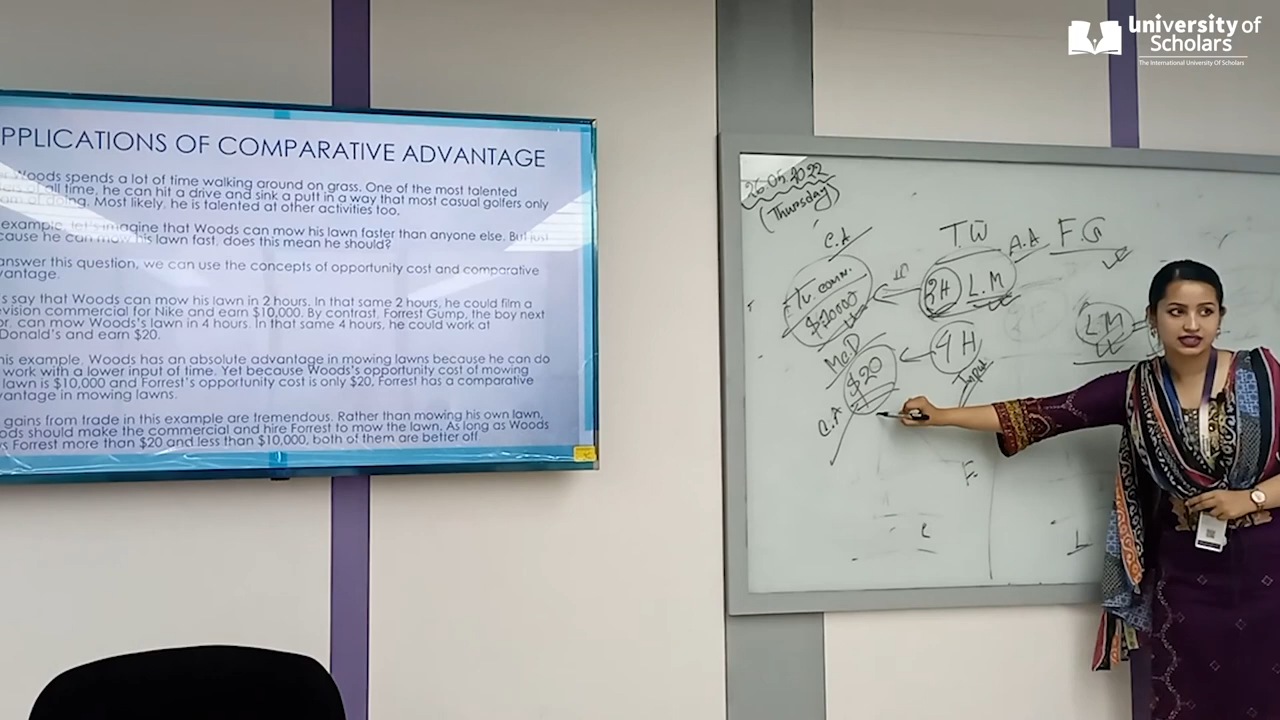 university of
Scholars
The International University Of Scholars
PPLICATIONS OF COMPARATIVE ADVANTAGE
Woods spends a lot of time walking around on grass. One of the most talented
all time, he can hit a drive and sink a putt in a way that most casual golfers only
of doing. Most likely, he is talented at other activities too.
example, let's imagine that Woods can mow his lawn faster than anyone else. But just
cause he can mow his lawn fast, does this mean he should?
answer this question, we can use the concepts of opportunity cost and comparative
vantage.
s say that Woods can mow his lawn in 2 hours. In that same 2 hours, he could film a
evision commercial for Nike and earn $10,000. By contrast, Forrest Gump, the boy next
or, can mow Woods's lawn in 4 hours. In that same 4 hours, he could work at
Donald's and earn $20.
his example, Woods has an absolute advantage in mowing lawns because he can do
work with a lower input of time. Yet because Woods's opportunity cost of mowing
lawn is $10,000 and Forrest's opportunity cost is only $20, Forrest has a comparative
vantage in mowing lawns.
gains from trade in this example are tremendous. Rather than mowing his own lawn,
ods should make the commercial and hire Forrest to mow the lawn. As long as Woods
s Forrest more than $20 and less than $10,000, both of them are better off
26.05.2022
(Thursday)
C.A T.W A.A F.G
Tv. comm. 2H L.M
$10000 L.M
Mc.D 4H
$20 Input
C.A
F.
L